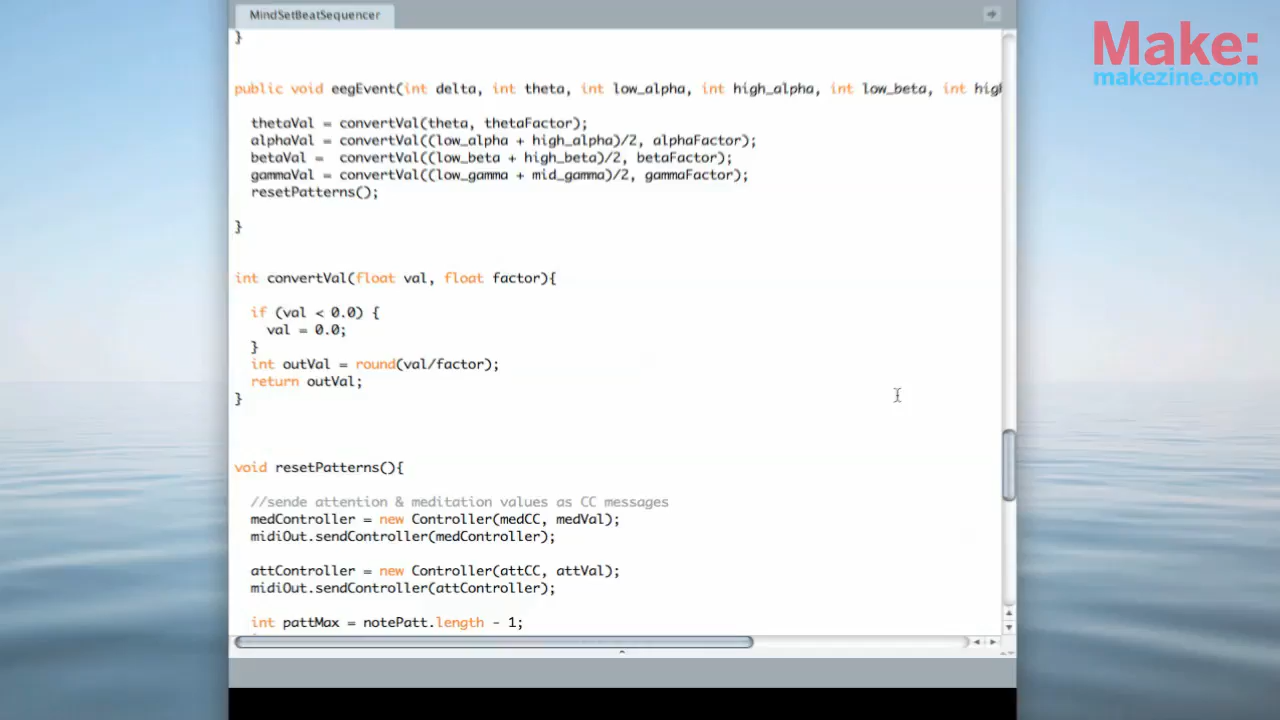 MindSetBeatSequencer
Make:
makezine.com
}
public void eegEvent(int delta, int theta, int low_alpha, int high_alpha, int low_beta, int high
thetaVal = convertVal(theta, thetaFactor);
alphaVal = convertVal((low_alpha + high_alpha)/2, alphaFactor);
betaVal =  convertVal((low_beta + high_beta)/2, betaFactor);
gammaVal = convertVal((low_gamma + mid_gamma)/2, gammaFactor);
resetPatterns();
}
int convertVal(float val, float factor){
if (val < 0.0) {
val = 0.0;
}
int outVal = round(val/factor);
return outVal;
}
void resetPatterns(){
//sende attention & meditation values as CC messages
medController = new Controller(medCC, medVal);
midiOut.sendController(medController);
attController = new Controller(attCC, attVal);
midiOut.sendController(attController);
int pattMax = notePatt.length - 1;